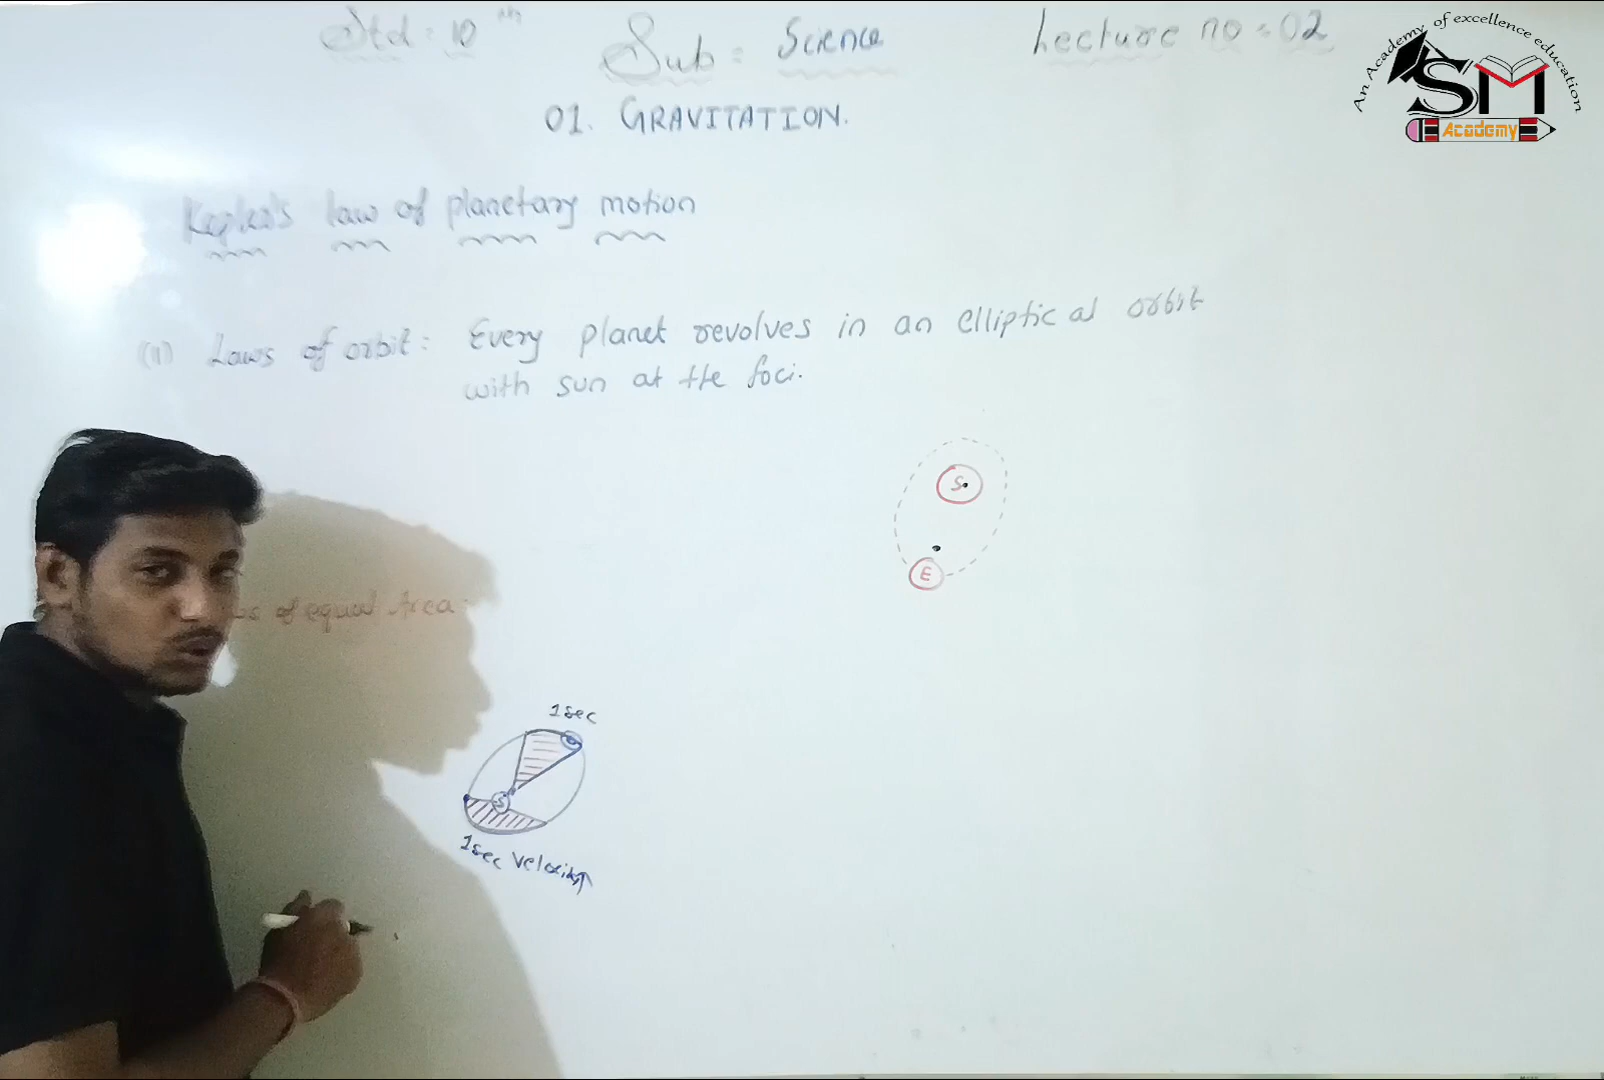 Std : 10 th
Sub = Science
Lecture no = 02
An Academy of excellence education
SM
Academy
01. GRAVITATION.
Kepler's law of planetary motion
Laws of orbit : Every planet revolves in an elliptical orbit
with sun at the foci.
S
E
of equal Area
1 sec
S
1 sec velocity↑